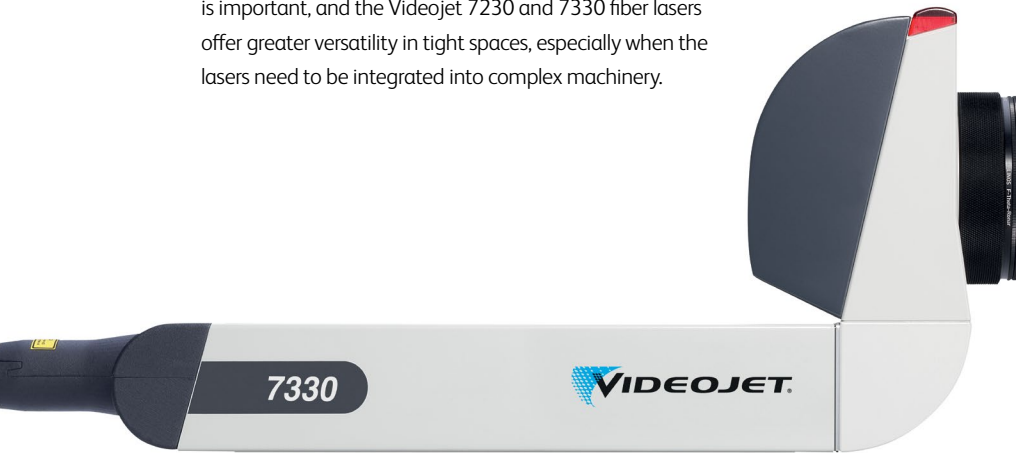 is important, and the Videojet 7230 and 7330 fiber lasers
offer greater versatility in tight spaces, especially when the
lasers need to be integrated into complex machinery.
7330
VIDEOJET.